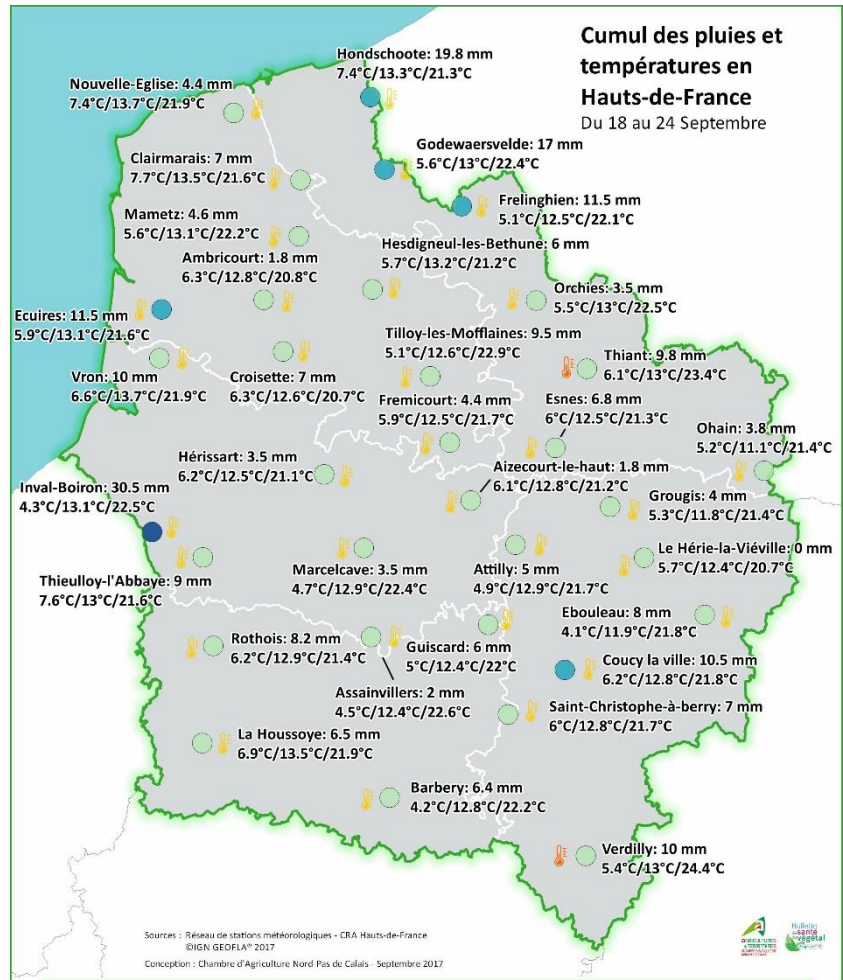 Cumul des pluies et
températures en
Hauts-de-France
Du 18 au 24 Septembre
Hondschoote: 19.8 mm
7.4°C/13.3°C/21.3°C
Nouvelle-Eglise: 4.4 mm
7.4°C/13.7°C/21.9°C
Godewaersvelde: 17 mm
5.6°C/13°C/22.4°C
Clairmarais: 7 mm
7.7°C/13.5°C/21.6°C
Frelinghien: 11.5 mm
5.1°C/12.5°C/22.1°C
Mametz: 4.6 mm
5.6°C/13.1°C/22.2°C
Hesdigneul-les-Bethune: 6 mm
5.7°C/13.2°C/21.2°C
Ambricourt: 1.8 mm
6.3°C/12.8°C/20.8°C
Orchies: 3.5 mm
5.5°C/13°C/22.5°C
Ecuires: 11.5 mm
5.9°C/13.1°C/21.6°C
Tilloy-les-Mofflaines: 9.5 mm
5.1°C/12.6°C/22.9°C
Thiant: 9.8 mm
6.1°C/13°C/23.4°C
Vron: 10 mm
6.6°C/13.7°C/21.9°C
Croisette: 7 mm
6.3°C/12.6°C/20.7°C
Fremicourt: 4.4 mm
5.9°C/12.5°C/21.7°C
Esnes: 6.8 mm
6°C/12.5°C/21.3°C
Ohain: 3.8 mm
5.2°C/11.1°C/21.4°C
Hérissart: 3.5 mm
6.2°C/12.5°C/21.1°C
Aizecourt-le-haut: 1.8 mm
6.1°C/12.8°C/21.2°C
Inval-Boiron: 30.5 mm
4.3°C/13.1°C/22.5°C
Grougis: 4 mm
5.3°C/11.8°C/21.4°C
Le Hérie-la-Viéville: 0 mm
5.7°C/12.4°C/20.7°C
Thieulloy-l'Abbaye: 9 mm
7.6°C/13°C/21.6°C
Marcelcave: 3.5 mm
4.7°C/12.9°C/22.4°C
Attilly: 5 mm
4.9°C/12.9°C/21.7°C
Ebouleau: 8 mm
4.1°C/11.9°C/21.8°C
Rothois: 8.2 mm
6.2°C/12.9°C/21.4°C
Guiscard: 6 mm
5°C/12.4°C/22°C
Coucy la ville: 10.5 mm
6.2°C/12.8°C/21.8°C
Assainvillers: 2 mm
4.5°C/12.4°C/22.6°C
Saint-Christophe-à-berry: 7 mm
6°C/12.8°C/21.7°C
La Houssoye: 6.5 mm
6.9°C/13.5°C/21.9°C
Barbery: 6.4 mm
4.2°C/12.8°C/22.2°C
Verdilly: 10 mm
5.4°C/13°C/24.4°C
Sources : Réseau de stations météorologiques - CRA Hauts-de-France
©IGN GEOFLA® 2017
Conception : Chambre d'Agriculture Nord-Pas de Calais - Septembre 2017
AGRICULTURES
& TERRITOIRES
Bulletin
de santé
du végétal